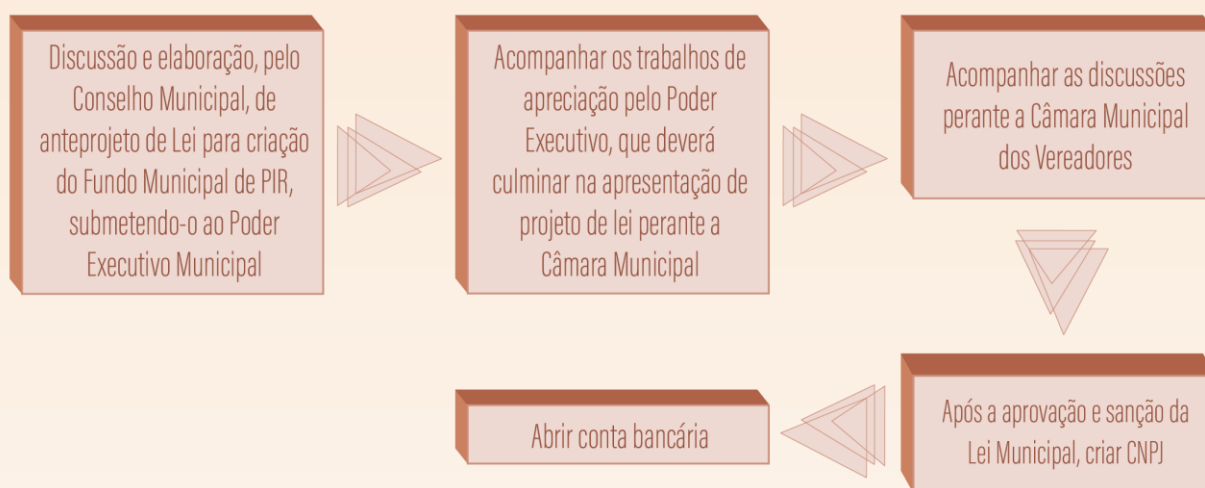 Discussão e elaboração, pelo
Conselho Municipal, de
anteprojeto de Lei para criação
do Fundo Municipal de PIR,
submetendo-o ao Poder
Executivo Municipal
Acompanhar os trabalhos de
apreciação pelo Poder
Executivo, que deverá
culminar na apresentação de
projeto de lei perante a
Câmara Municipal
Acompanhar as discussões
perante a Câmara Municipal
dos Vereadores
Após a aprovação e sanção da
Lei Municipal, criar CNPJ
Abrir conta bancária